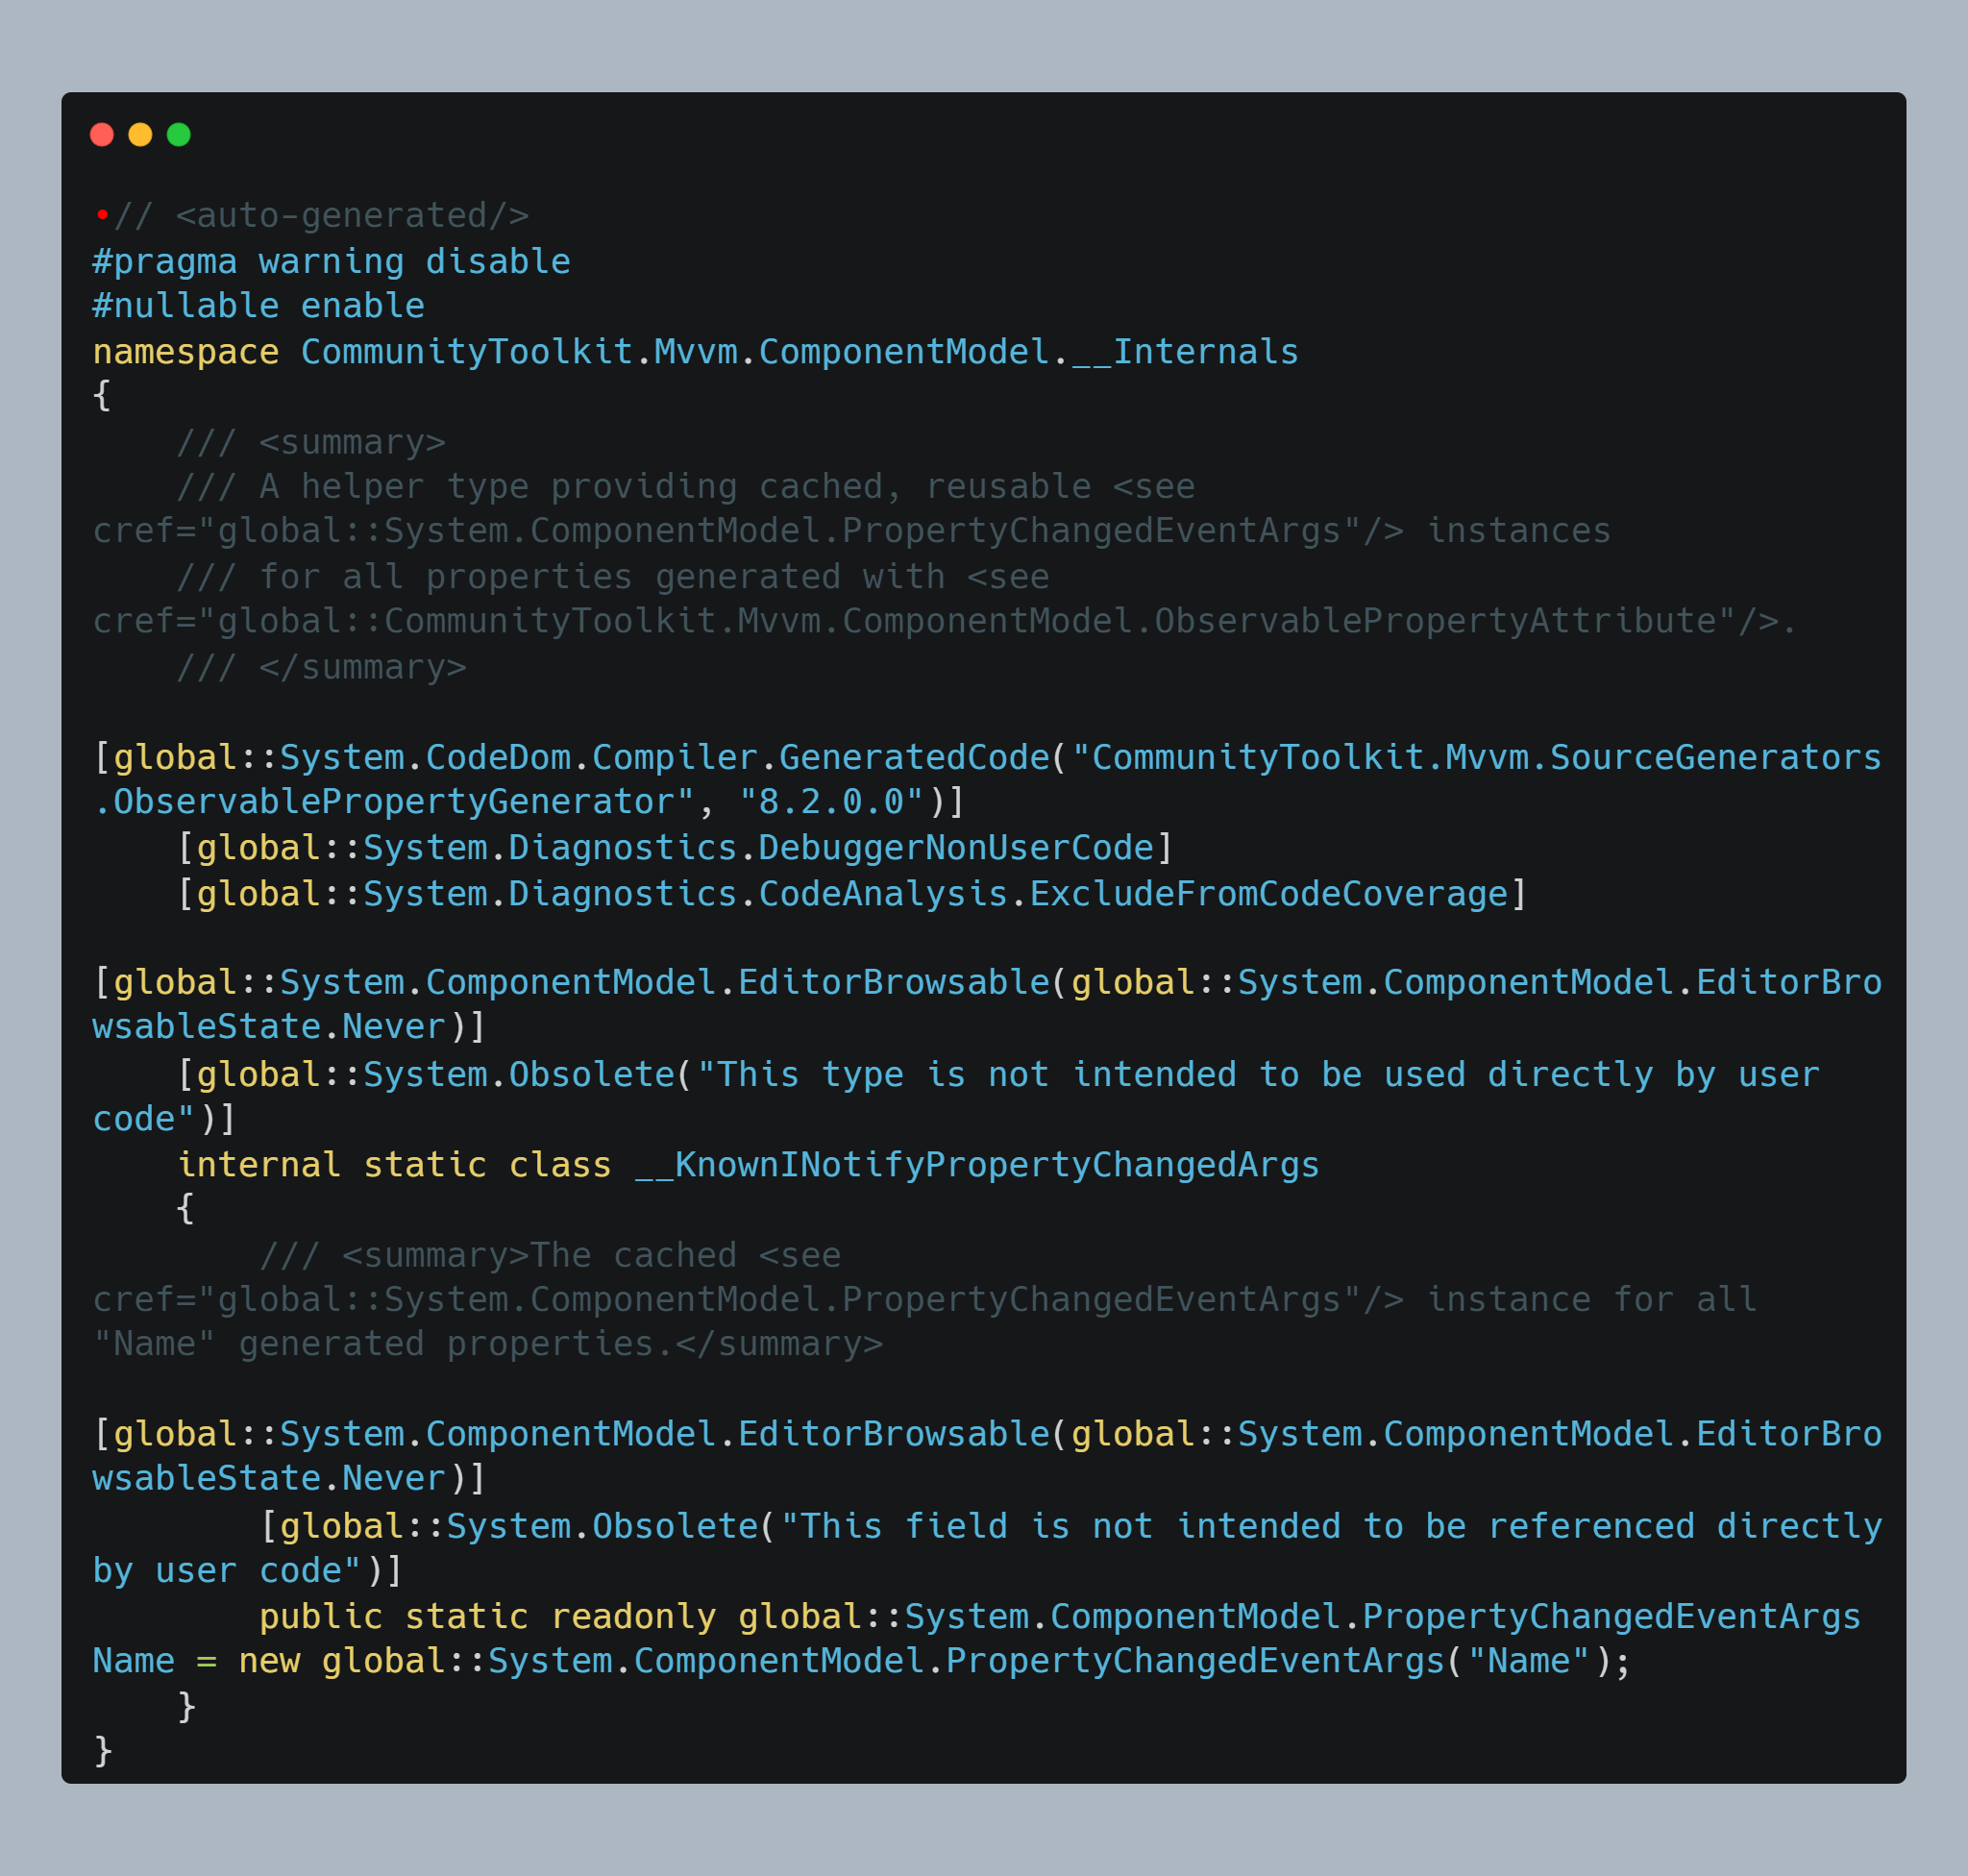 •// <auto-generated/>
#pragma warning disable
#nullable enable
namespace CommunityToolkit.Mvvm.ComponentModel.__Internals
{
    /// <summary>
    /// A helper type providing cached, reusable <see
cref="global::System.ComponentModel.PropertyChangedEventArgs"/> instances
    /// for all properties generated with <see
cref="global::CommunityToolkit.Mvvm.ComponentModel.ObservablePropertyAttribute"/>.
    /// </summary>

[global::System.CodeDom.Compiler.GeneratedCode("CommunityToolkit.Mvvm.SourceGenerators
.ObservablePropertyGenerator", "8.2.0.0")]
    [global::System.Diagnostics.DebuggerNonUserCode]
    [global::System.Diagnostics.CodeAnalysis.ExcludeFromCodeCoverage]

[global::System.ComponentModel.EditorBrowsable(global::System.ComponentModel.EditorBro
wsableState.Never)]
    [global::System.Obsolete("This type is not intended to be used directly by user
code")]
    internal static class __KnownINotifyPropertyChangedArgs
    {
        /// <summary>The cached <see
cref="global::System.ComponentModel.PropertyChangedEventArgs"/> instance for all
"Name" generated properties.</summary>

[global::System.ComponentModel.EditorBrowsable(global::System.ComponentModel.EditorBro
wsableState.Never)]
        [global::System.Obsolete("This field is not intended to be referenced directly
by user code")]
        public static readonly global::System.ComponentModel.PropertyChangedEventArgs
Name = new global::System.ComponentModel.PropertyChangedEventArgs("Name");
    }
}